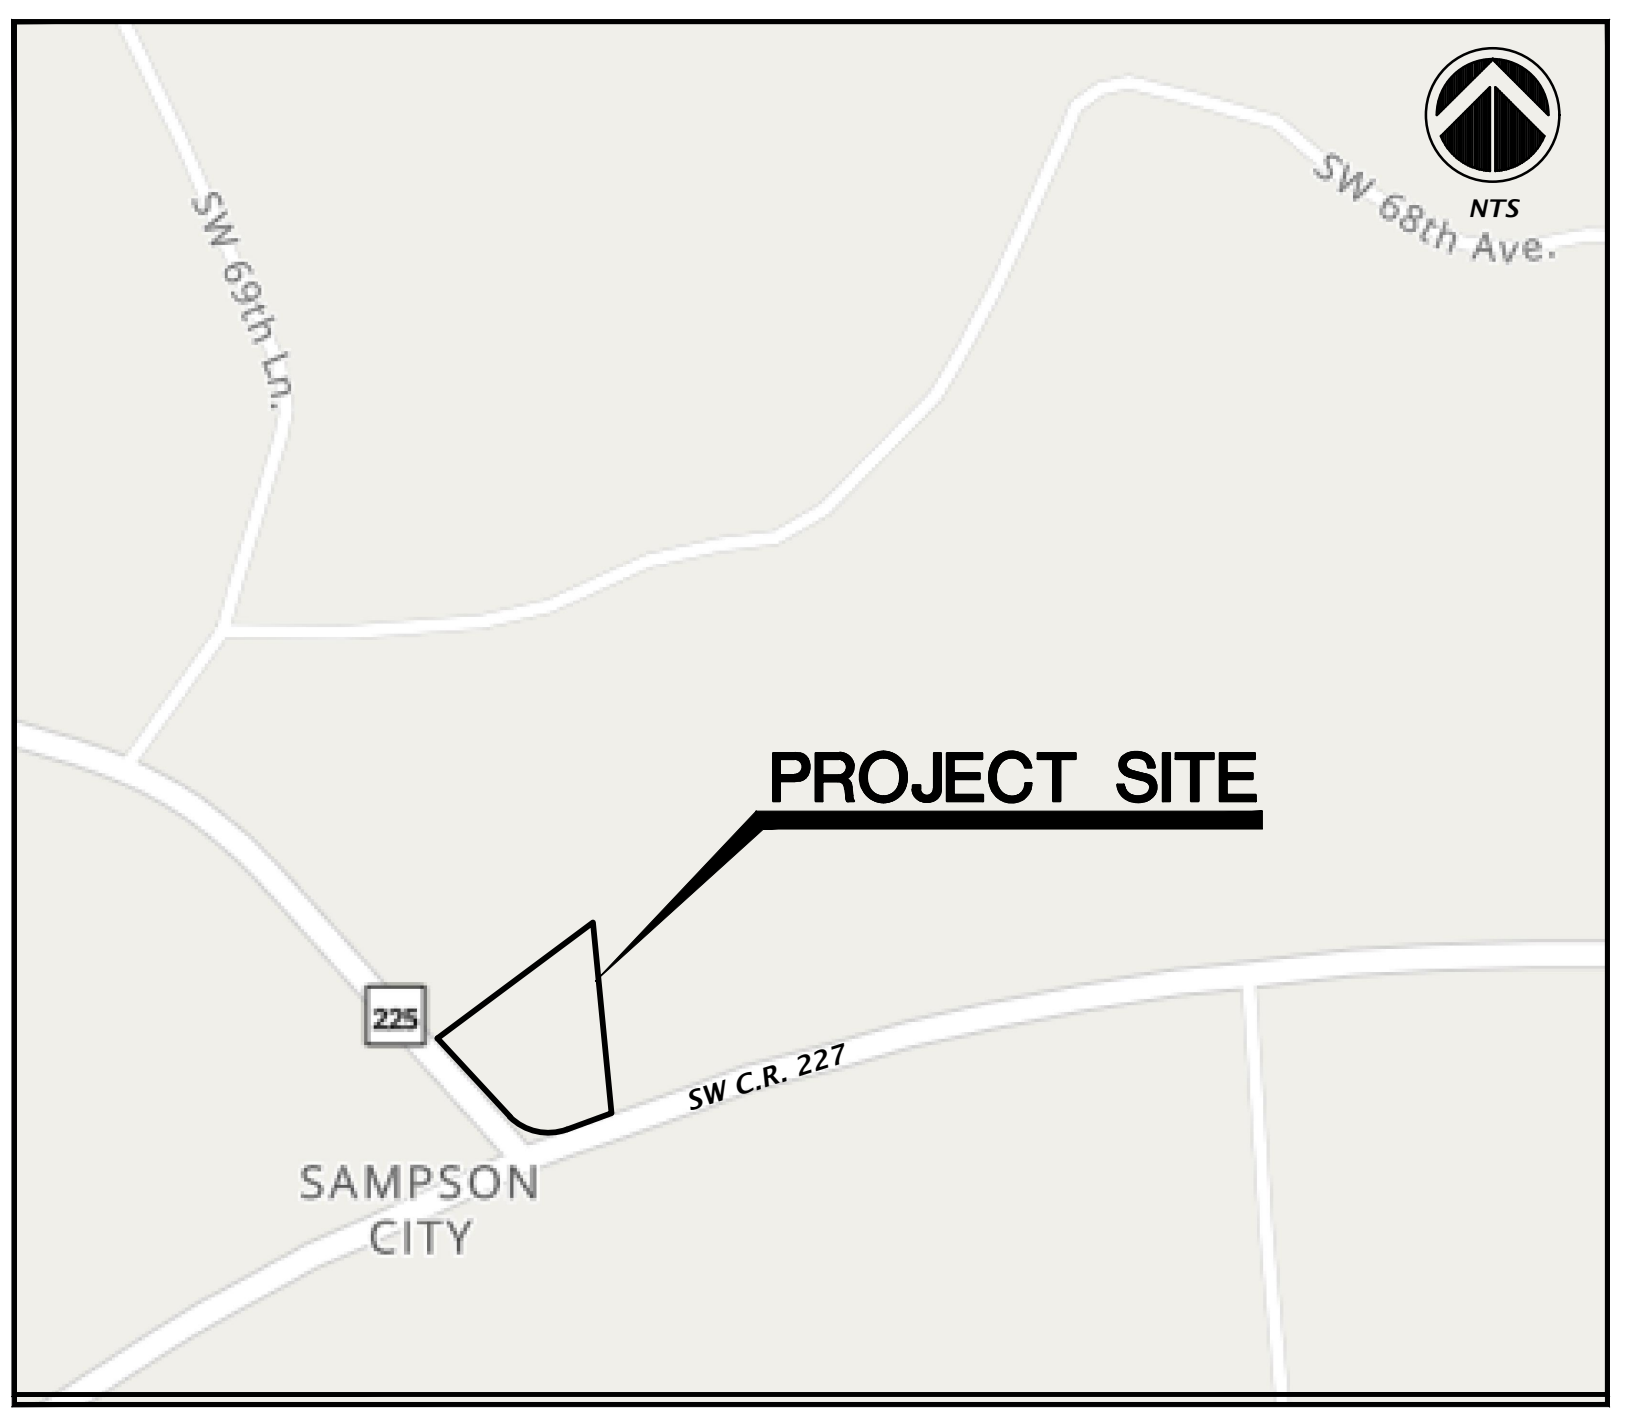 SW 69th Ln.
SW 68th Ave.
NTS
PROJECT SITE
225
SW C.R. 227
SAMPSON
CITY